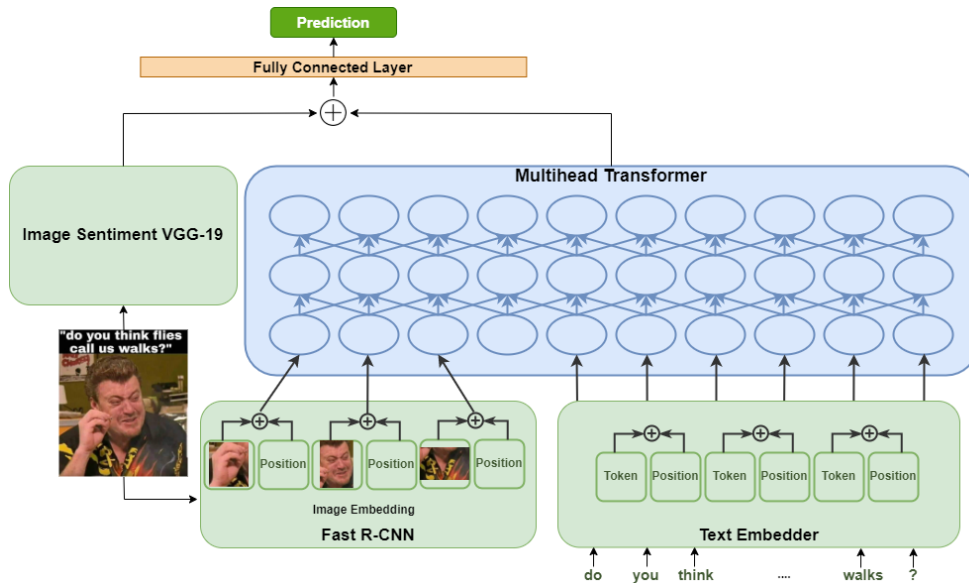 Prediction
Fully Connected Layer
Multihead Transformer
Image Sentiment VGG-19
"do you think flies
call us walks?"
Position
Position
Position
Image Embedding
Fast R-CNN
Token
Position
Token
Position
Token
Position
Text Embedder
do you think .... walks ?